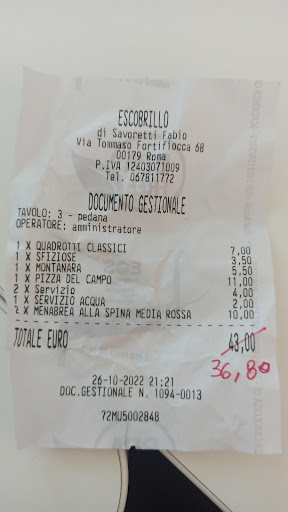 ESCOBRILLO
di Savoretti Fabio
Via Tommaso Fortifiocca 68
00179 Roma
P.IVA 12403071009
Tel. 067811772
DOCUMENTO GESTIONALE
TAVOLO: 3 - pedana
OPERATORE: amministratore
1 X QUADROTTI CLASSICI 7,00
1 X SFIZIOSE 3,50
1 X MONTANARA 5,50
1 X PIZZA DEL CAMPO 11,00
2 X Servizio 4,00
1 X SERVIZIO ACQUA 2,00
2 X MENABREA ALLA SPINA MEDIA ROSSA 10,00
TOTALE EURO 43,00
36,80
26-10-2022 21:21
DOC.GESTIONALE N. 1094-0013
72MU5002848